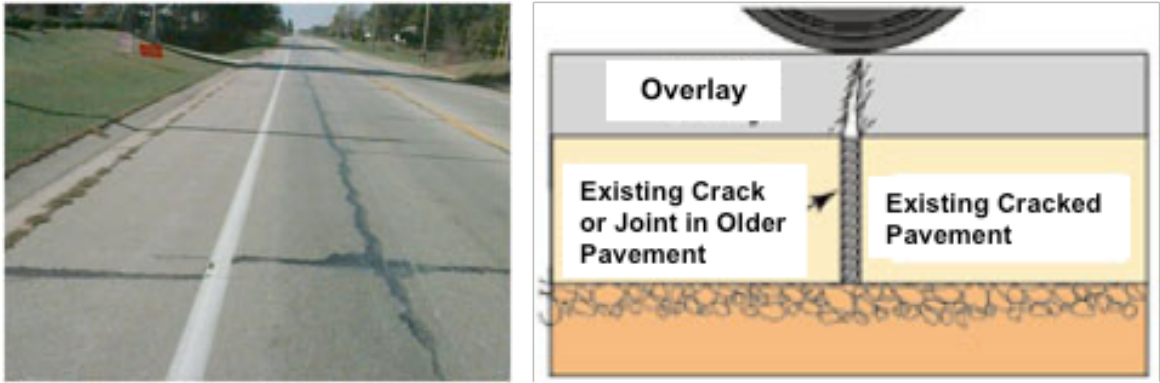 Overlay
Existing Crack
or Joint in Older
Pavement
Existing Cracked
Pavement